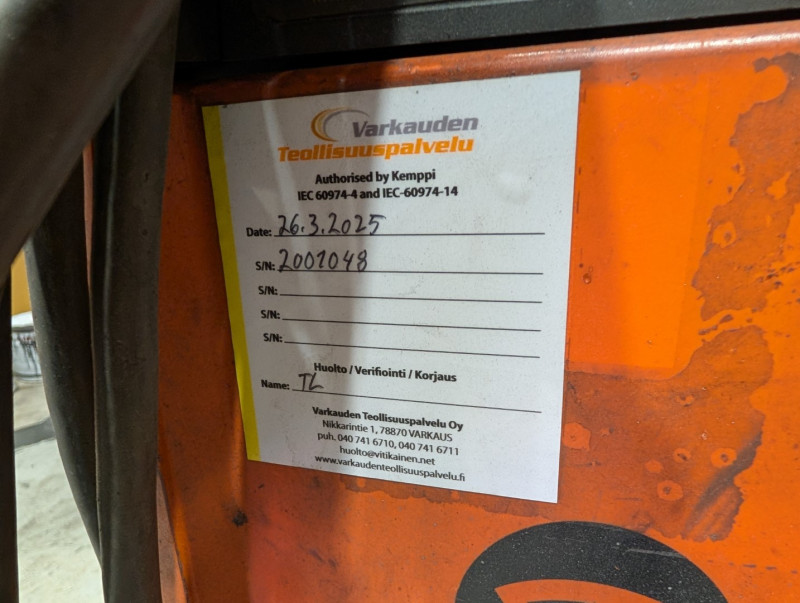 Varkauden
Teollisuuspalvelu
Authorised by Kemppi
IEC 60974-4 and IEC-60974-14
Date: 26.3.2025
S/N: 2001048
S/N:
S/N:
S/N:
Huolto / Verifiointi / Korjaus
Name: TL
Varkauden Teollisuuspalvelu Oy
Nikkarintie 1, 78870 VARKAUS
puh. 040 741 6710, 040 741 6711
huolto@vitikainen.net
www.varkaudenteollisuuspalvelu.fi